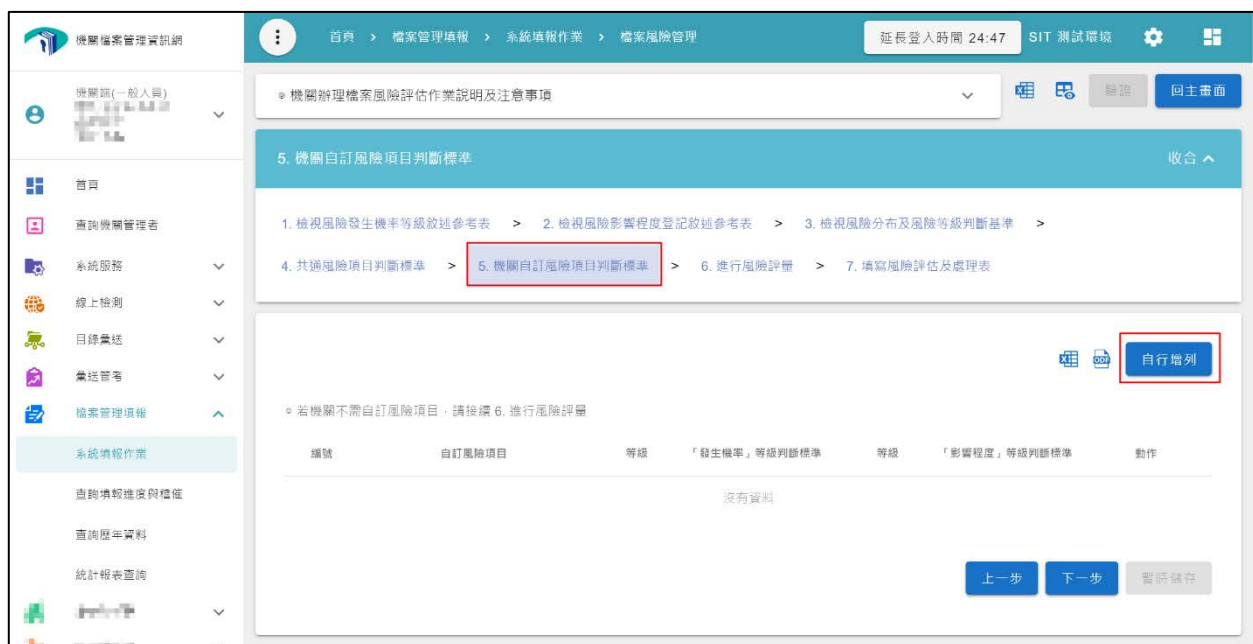 機關檔案管理資訊網
首頁 > 檔案管理填報 > 系統填報作業 > 檔案風險管理
延長登入時間 24:47
SIT 測試環境
機關端(一般人員)
機關辦理檔案風險評估作業說明及注意事項
驗證
回主畫面
5. 機關自訂風險項目判斷標準
收合
首頁
查詢機關管理者
系統服務
線上檢測
目錄彙送
彙送管考
檔案管理填報
系統填報作業
查詢填報進度與稽催
查詢歷年資料
統計報表查詢
1. 檢視風險發生機率等級敘述參考表 > 2. 檢視風險影響程度登記敘述參考表 > 3. 檢視風險分布及風險等級判斷基準 >
4. 共通風險項目判斷標準 > 5. 機關自訂風險項目判斷標準 > 6. 進行風險評量 > 7. 填寫風險評估及處理表
自行增列
若機關不需自訂風險項目，請接續 6. 進行風險評量
編號 自訂風險項目 等級 「發生機率」等級判斷標準 等級 「影響程度」等級判斷標準 動作
沒有資料
上一步
下一步
暫時儲存